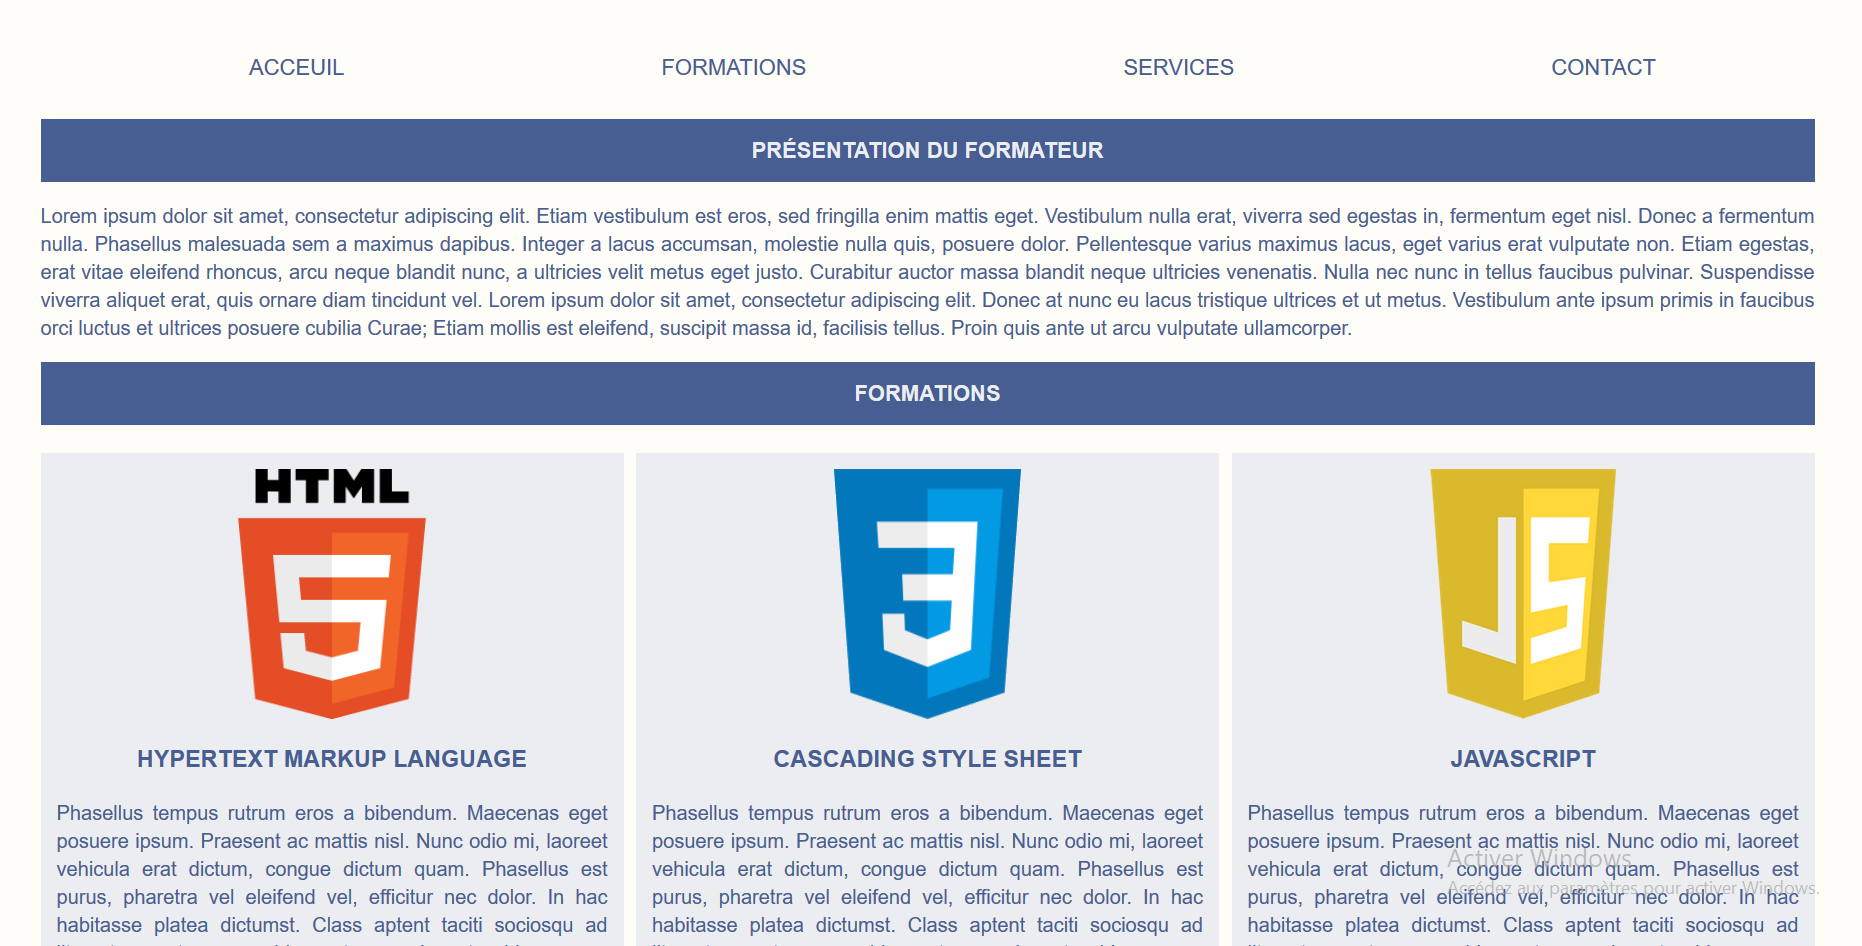 ACCEUIL FORMATIONS SERVICES CONTACT
PRÉSENTATION DU FORMATEUR
Lorem ipsum dolor sit amet, consectetur adipiscing elit. Etiam vestibulum est eros, sed fringilla enim mattis eget. Vestibulum nulla erat, viverra sed egestas in, fermentum eget nisl. Donec a fermentum
nulla. Phasellus malesuada sem a maximus dapibus. Integer a lacus accumsan, molestie nulla quis, posuere dolor. Pellentesque varius maximus lacus, eget varius erat vulputate non. Etiam egestas,
erat vitae eleifend rhoncus, arcu neque blandit nunc, a ultricies velit metus eget justo. Curabitur auctor massa blandit neque ultricies venenatis. Nulla nec nunc in tellus faucibus pulvinar. Suspendisse
viverra aliquet erat, quis ornare diam tincidunt vel. Lorem ipsum dolor sit amet, consectetur adipiscing elit. Donec at nunc eu lacus tristique ultrices et ut metus. Vestibulum ante ipsum primis in faucibus
orci luctus et ultrices posuere cubilia Curae; Etiam mollis est eleifend, suscipit massa id, facilisis tellus. Proin quis ante ut arcu vulputate ullamcorper.
FORMATIONS
HTML
5
HYPERTEXT MARKUP LANGUAGE
Phasellus tempus rutrum eros a bibendum. Maecenas eget
posuere ipsum. Praesent ac mattis nisl. Nunc odio mi, laoreet
vehicula erat dictum, congue dictum quam. Phasellus est
purus, pharetra vel eleifend vel, efficitur nec dolor. In hac
habitasse platea dictumst. Class aptent taciti sociosqu ad
3
CASCADING STYLE SHEET
Phasellus tempus rutrum eros a bibendum. Maecenas eget
posuere ipsum. Praesent ac mattis nisl. Nunc odio mi, laoreet
vehicula erat dictum, congue dictum quam. Phasellus est
purus, pharetra vel eleifend vel, efficitur nec dolor. In hac
habitasse platea dictumst. Class aptent taciti sociosqu ad
JS
JAVASCRIPT
Phasellus tempus rutrum eros a bibendum. Maecenas eget
posuere ipsum. Praesent ac mattis nisl. Nunc odio mi, laoreet
vehicula erat dictum, congue dictum quam. Phasellus est
purus, pharetra vel eleifend vel, efficitur nec dolor. In hac
habitasse platea dictumst. Class aptent taciti sociosqu ad
Activer Windows
Accédez aux paramètres pour activer Windows.